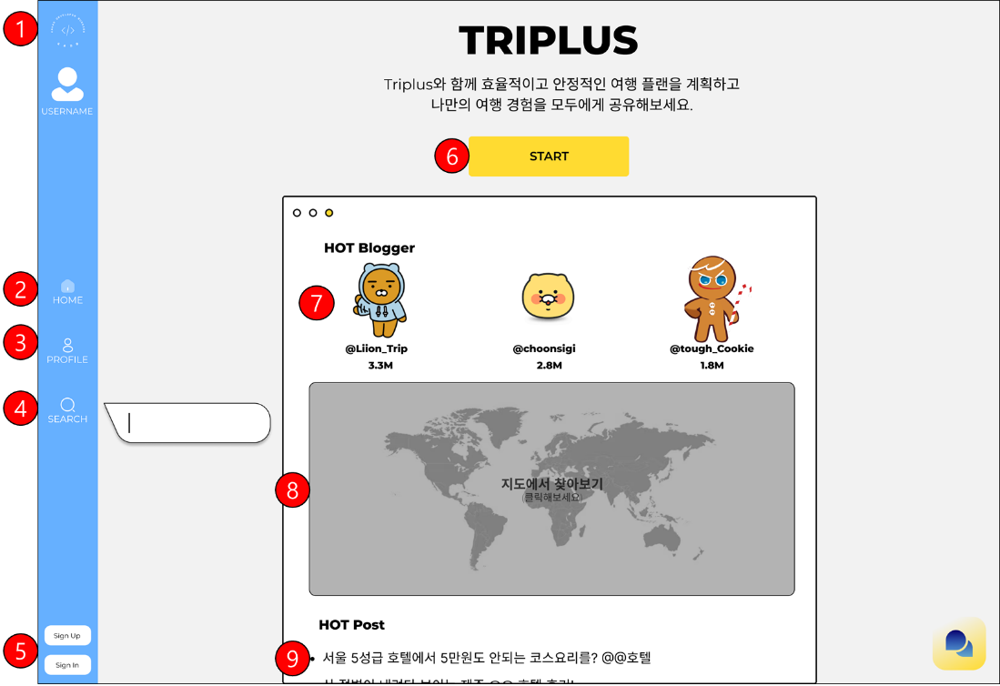 1
USERNAME
2
HOME
3
PROFILE
4
SEARCH
5
Sign Up
Sign In
TRIPLUS
Triplus와 함께 효율적이고 안정적인 여행 플랜을 계획하고
나만의 여행 경험을 모두에게 공유해보세요.
6
START
HOT Blogger
7
@Liion_Trip
3.3M
@choonsigi
2.8M
@tough_Cookie
1.8M
8
지도에서 찾아보기
(클릭해보세요)
HOT Post
9
• 서울 5성급 호텔에서 5만원도 안되는 코스요리를? @@호텔